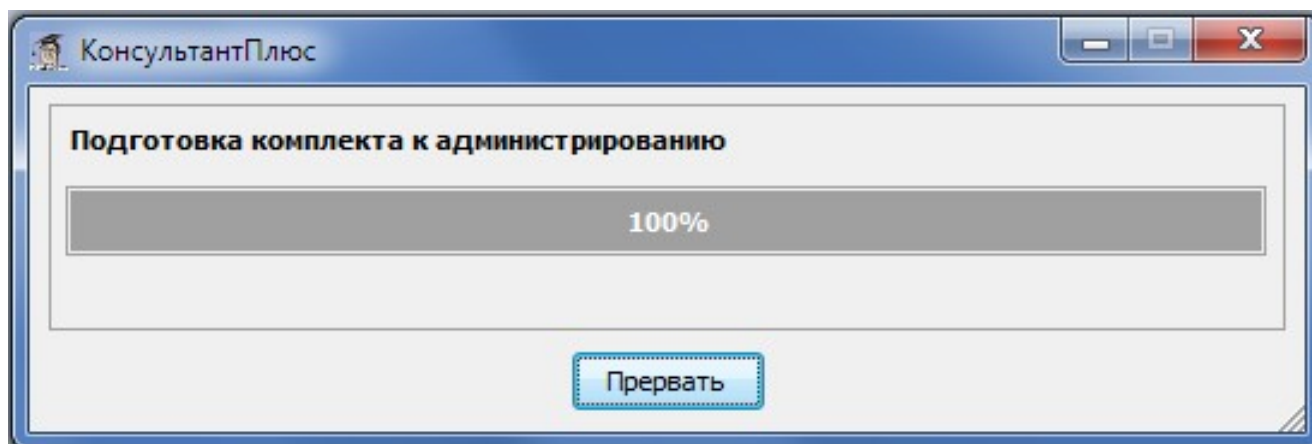 КонсультантПлюс
Подготовка комплекта к администрированию
100%
Прервать